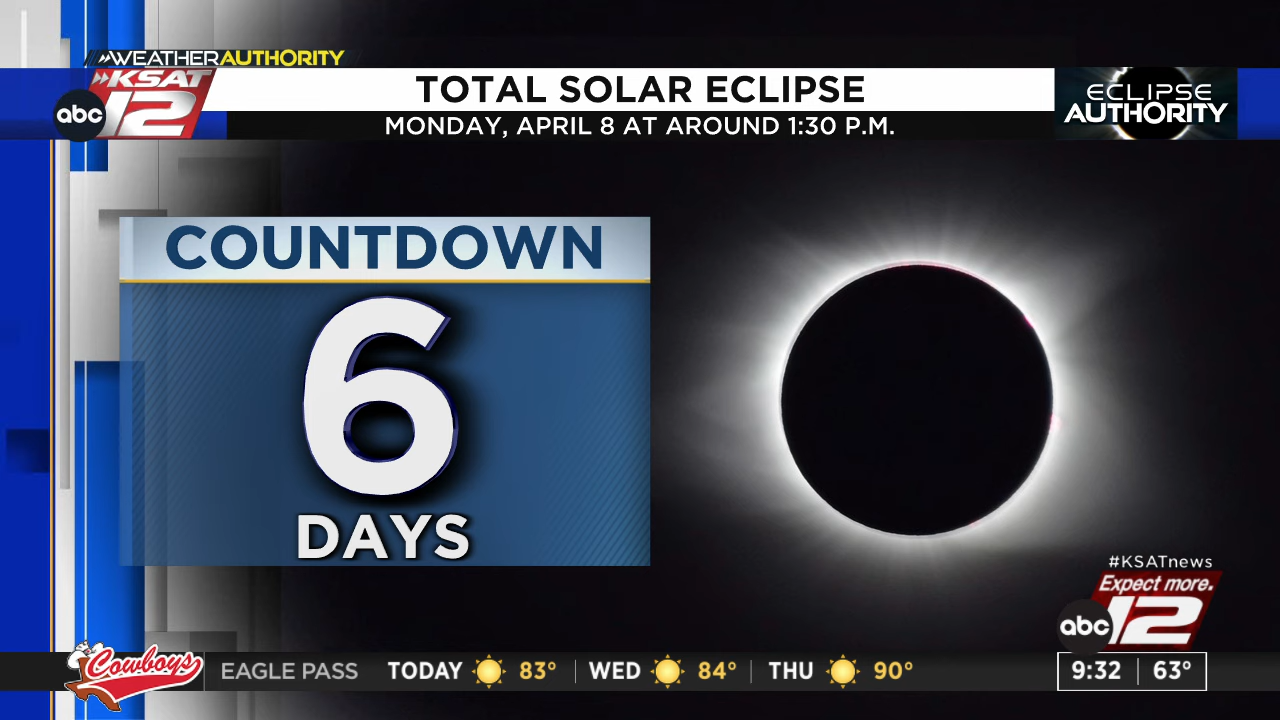 WEATHERAUTHORITY
KSAT
abc 12
TOTAL SOLAR ECLIPSE
MONDAY, APRIL 8 AT AROUND 1:30 P.M.
ECLIPSE
AUTHORITY
COUNTDOWN
6
DAYS
#KSATnews
Expect more.
abc 12
Cowboys EAGLE PASS TODAY 83° WED 84° THU 90° 9:32 63°